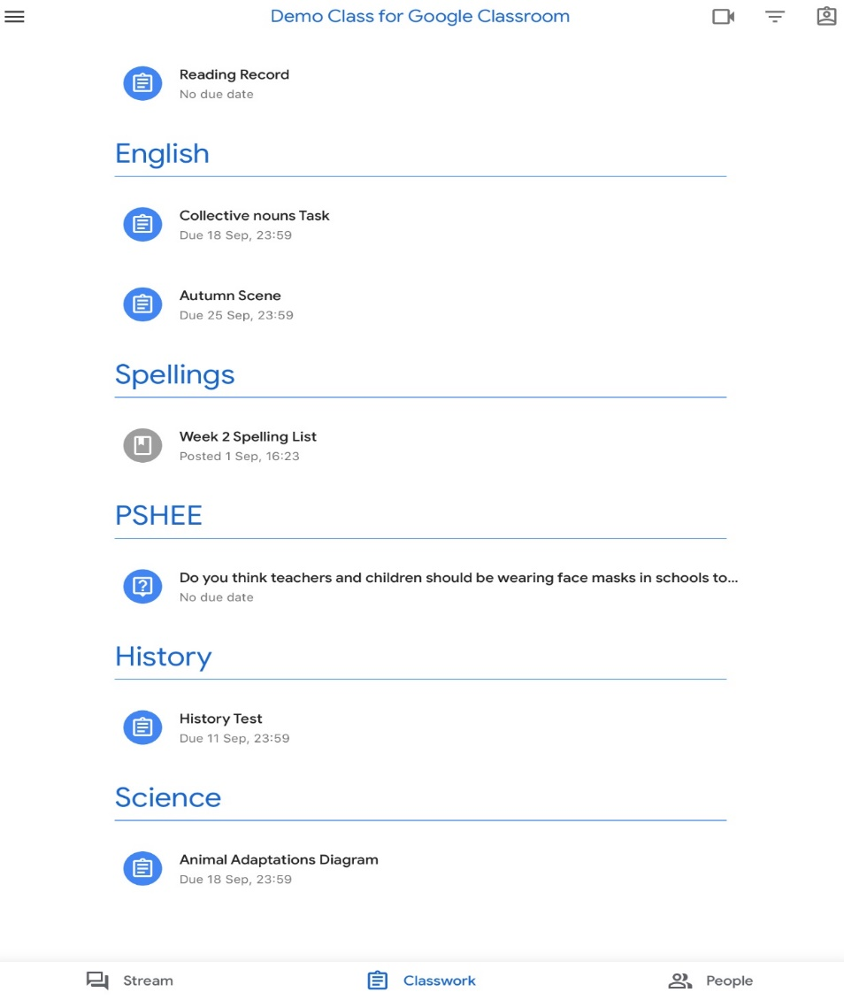 Demo Class for Google Classroom
Reading Record
No due date
English
Collective nouns Task
Due 18 Sep, 23:59
Autumn Scene
Due 25 Sep, 23:59
Spellings
Week 2 Spelling List
Posted 1 Sep, 16:23
PSHEE
Do you think teachers and children should be wearing face masks in schools to...
No due date
History
History Test
Due 11 Sep, 23:59
Science
Animal Adaptations Diagram
Due 18 Sep, 23:59
Stream
Classwork
People